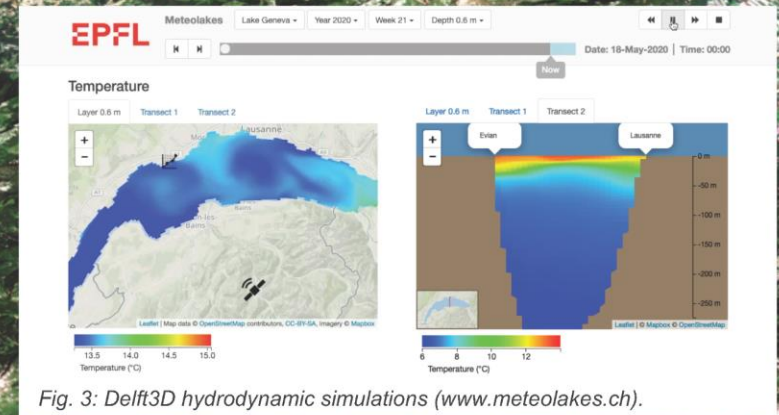 EPFL
Meteolakes
Lake Geneva
Year 2020
Week 21
Depth 0.6 m
Date: 18-May-2020 | Time: 00:00
Now
Temperature
Layer 0.6 m
Transect 1
Transect 2
+
-
Lausanne
Leaflet | Map data © OpenStreetMap contributors, CC-BY-SA, Imagery © Mapbox
13.5 14.0 14.5 15.0
Temperature (°C)
Layer 0.6 m
Transect 1
Transect 2
+
-
Evian
Lausanne
0 m
-50 m
-100 m
-150 m
-200 m
-250 m
Leaflet | © Mapbox © OpenStreetMap
6 8 10 12
Temperature (°C)
Fig. 3: Delft3D hydrodynamic simulations (www.meteolakes.ch).